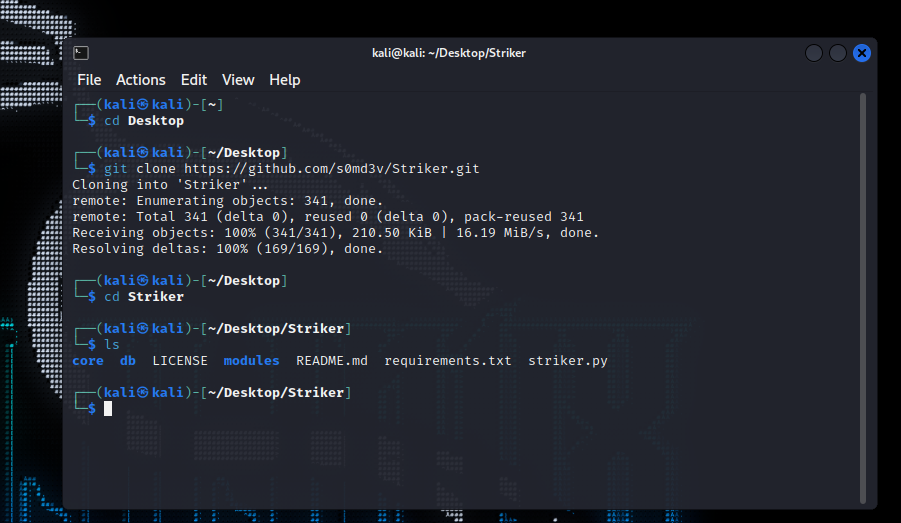 kali@kali: ~/Desktop/Striker
File Actions Edit View Help
┌──(kali㉿kali)-[~]
└─$ cd Desktop
┌──(kali㉿kali)-[~/Desktop]
└─$ git clone https://github.com/s0md3v/Striker.git
Cloning into 'Striker'...
remote: Enumerating objects: 341, done.
remote: Total 341 (delta 0), reused 0 (delta 0), pack-reused 341
Receiving objects: 100% (341/341), 210.50 KiB | 16.19 MiB/s, done.
Resolving deltas: 100% (169/169), done.
┌──(kali㉿kali)-[~/Desktop]
└─$ cd Striker
┌──(kali㉿kali)-[~/Desktop/Striker]
└─$ ls
core db LICENSE modules README.md requirements.txt striker.py
┌──(kali㉿kali)-[~/Desktop/Striker]
└─$